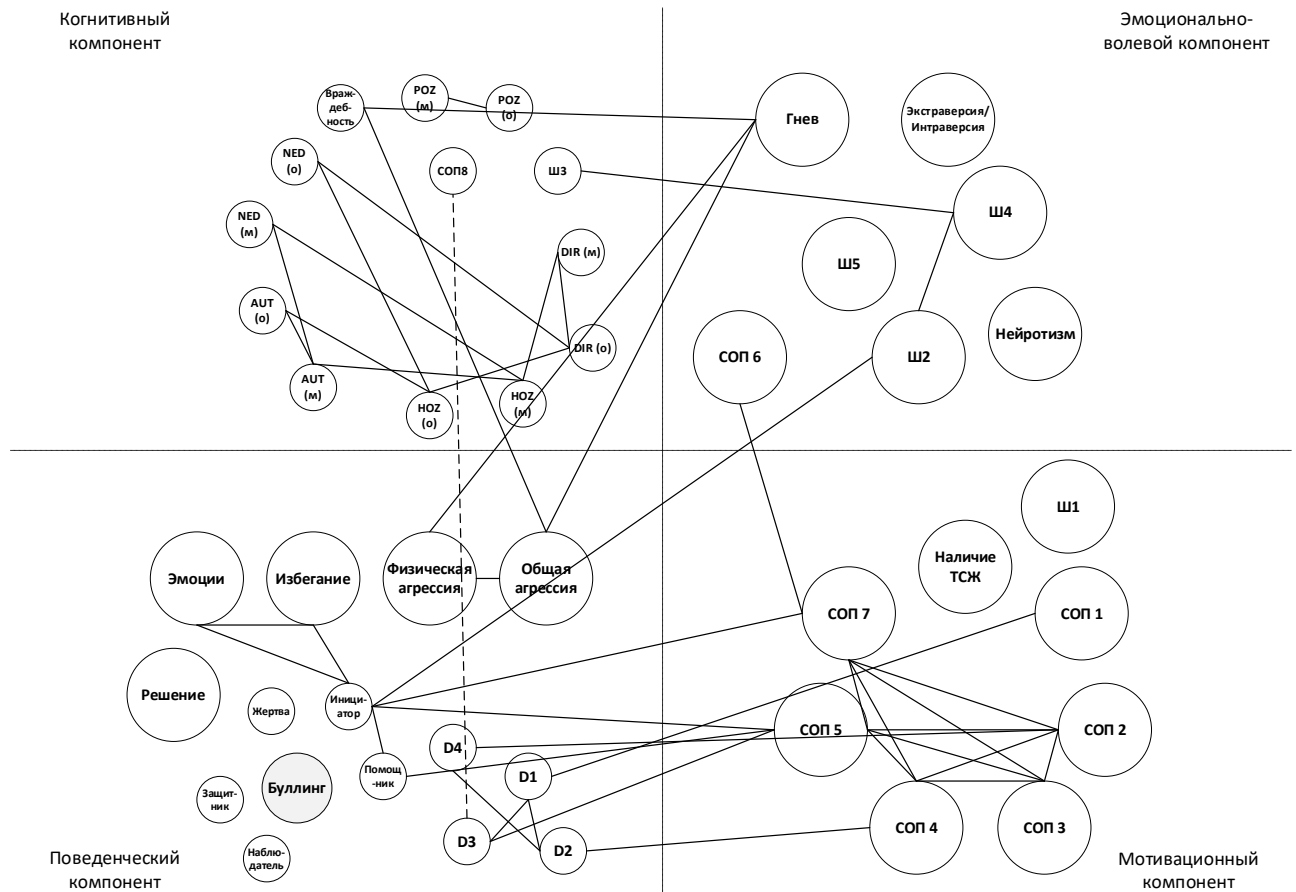 Когнитивный
компонент
Эмоционально-
волевой компонент
Враж-
дебность
POZ
(м)
POZ
(о)
Гнев
Экстраверсия/
Интраверсия
NED
(о)
СОП8
Ш3
Ш4
NED
(м)
DIR (м)
Ш5
AUT
(о)
DIR (о)
СОП 6
Ш2
Нейротизм
AUT
(м)
HOZ
(о)
HOZ
(м)
Ш1
Эмоции
Избегание
Физическая
агрессия
Общая
агрессия
Наличие
ТСЖ
СОП 7
СОП 1
Решение
Жертва
Иници-
атор
D4
СОП 5
СОП 2
Защит-
ник
Буллинг
Помощ
-ник
D1
Наблю-
датель
D3
D2
СОП 4
СОП 3
Поведенческий
компонент
Мотивационный
компонент